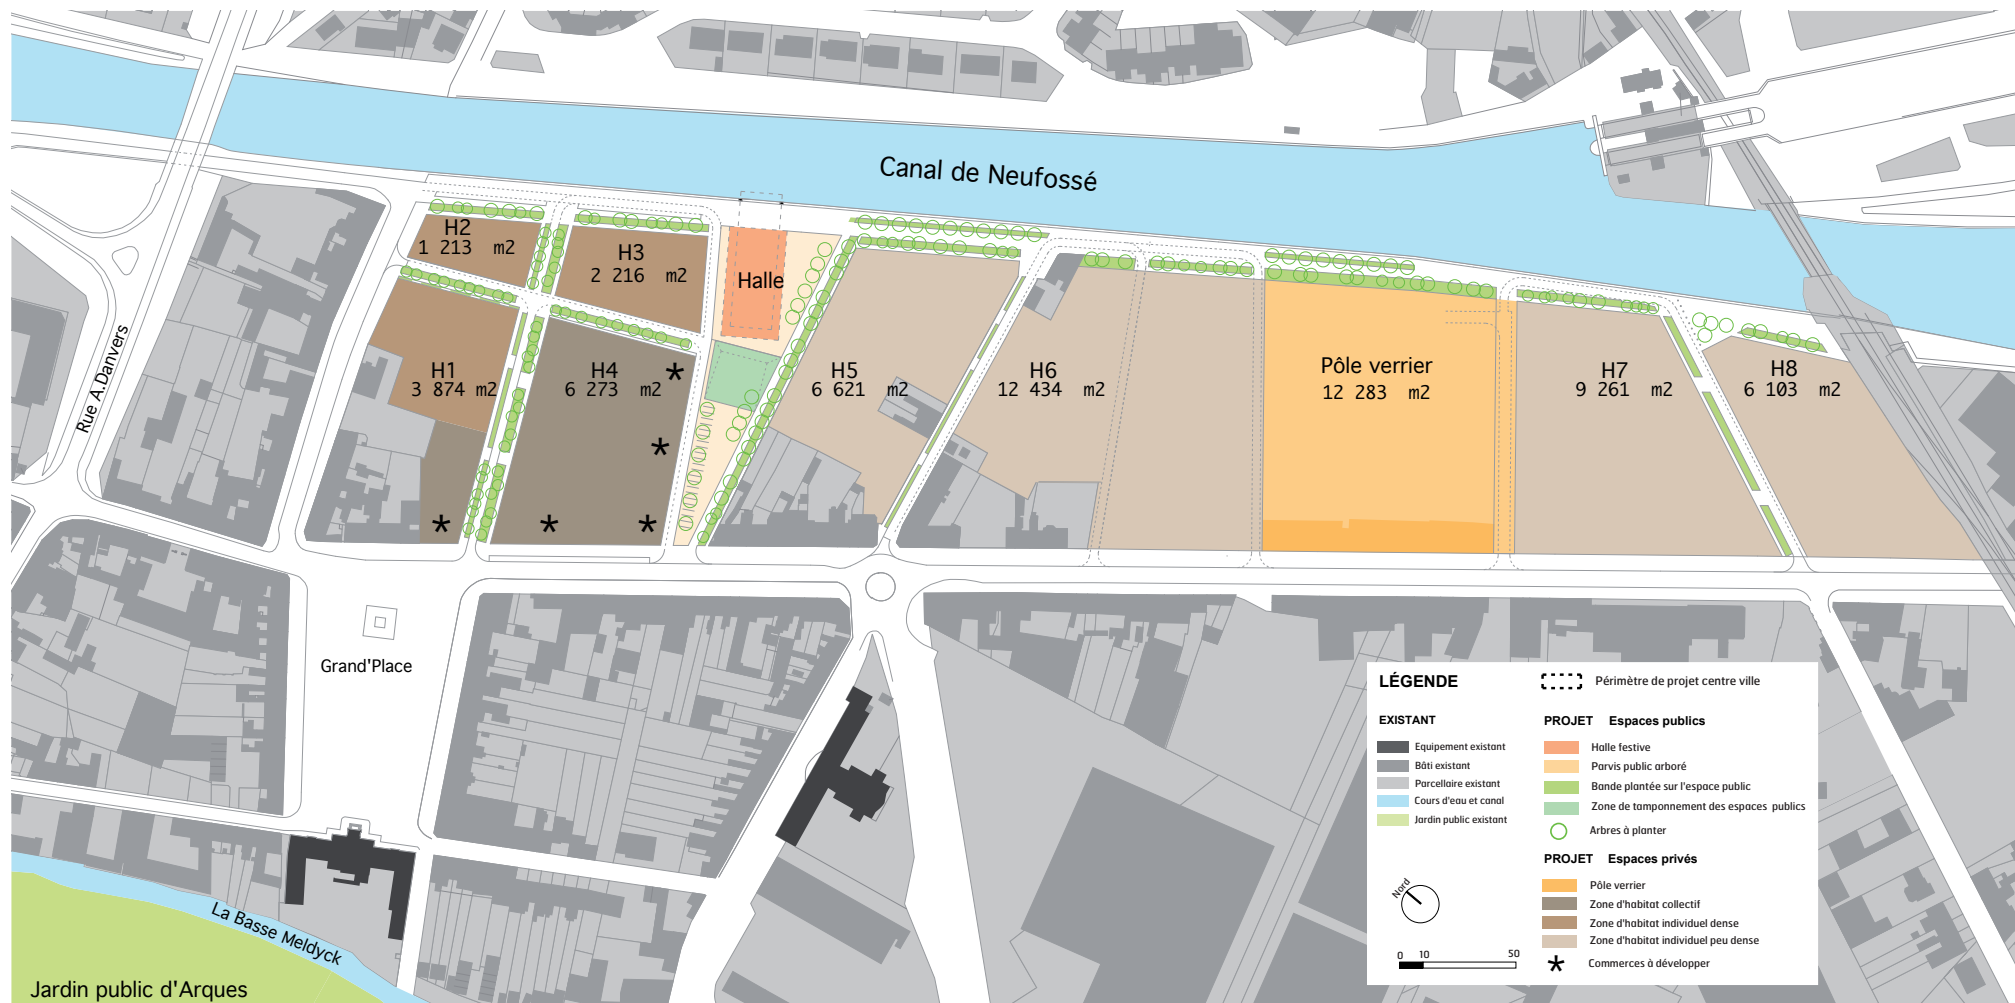 Canal de Neufossé
H2
1 213 m2
H3
2 216 m2
Halle
H1
3 874 m2
H4
6 273 m2
*
*
*
*
*
H5
6 621 m2
H6
12 434 m2
Pôle verrier
12 283 m2
H7
9 261 m2
H8
6 103 m2
Rue A.Danvers
Grand'Place
La Basse Meldyck
Jardin public d'Arques
LÉGENDE
Périmètre de projet centre ville
EXISTANT
Equipement existant
Bâti existant
Parcellaire existant
Cours d'eau et canal
Jardin public existant
PROJET Espaces publics
Halle festive
Parvis public arboré
Bande plantée sur l'espace public
Zone de tamponnement des espaces publics
Arbres à planter
PROJET Espaces privés
Pôle verrier
Zone d'habitat collectif
Zone d'habitat individuel dense
Zone d'habitat individuel peu dense
* Commerces à développer
Nord
0 10 50